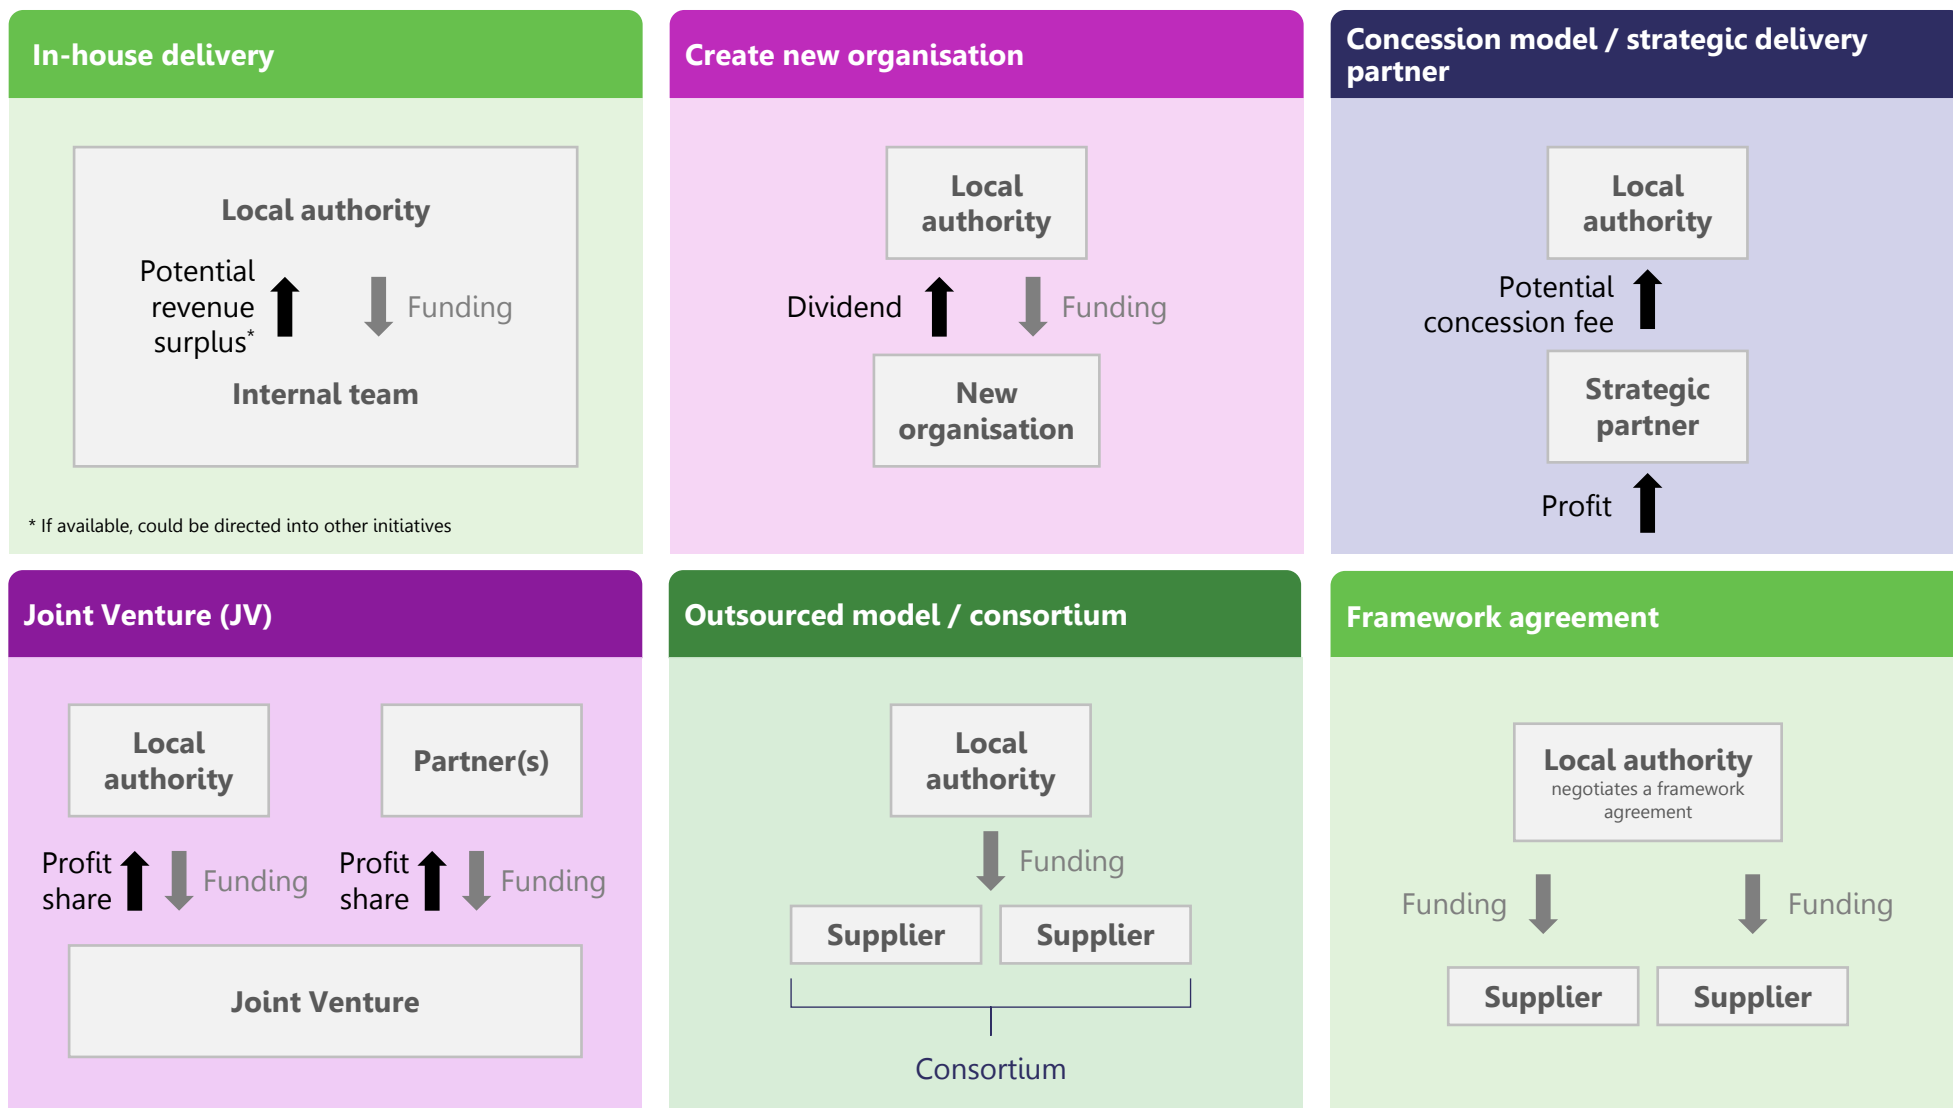 In-house delivery
Local authority
Potential
revenue
surplus*
Funding
Internal team
* If available, could be directed into other initiatives
Create new organisation
Local
authority
Dividend
Funding
New
organisation
Concession model / strategic delivery
partner
Local
authority
Potential
concession fee
Strategic
partner
Profit
Joint Venture (JV)
Local
authority
Partner(s)
Profit
share
Funding
Profit
share
Funding
Joint Venture
Outsourced model / consortium
Local
authority
Funding
Supplier
Supplier
Consortium
Framework agreement
Local authority
negotiates a framework
agreement
Funding
Funding
Supplier
Supplier